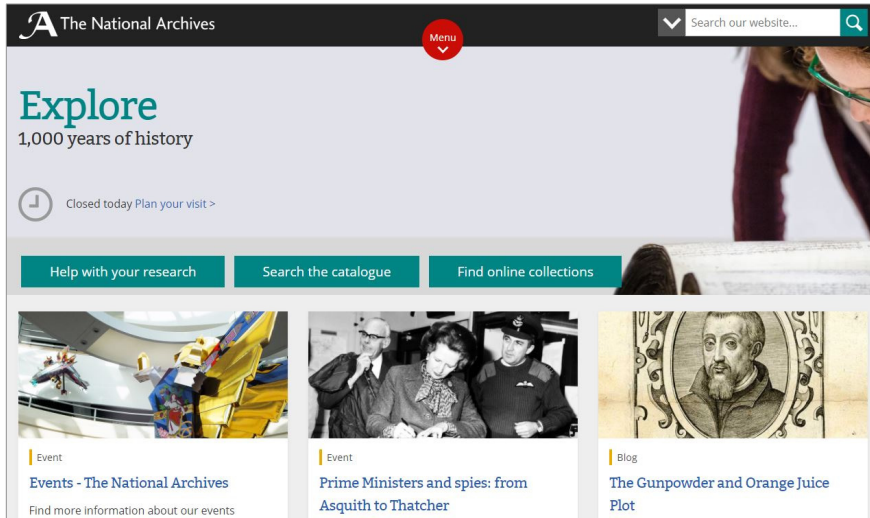 The National Archives
Menu
Search our website...
Explore
1,000 years of history
Closed today Plan your visit >
Help with your research
Search the catalogue
Find online collections
Event
Events - The National Archives
Find more information about our events
Event
Prime Ministers and spies: from
Asquith to Thatcher
Blog
The Gunpowder and Orange Juice
Plot